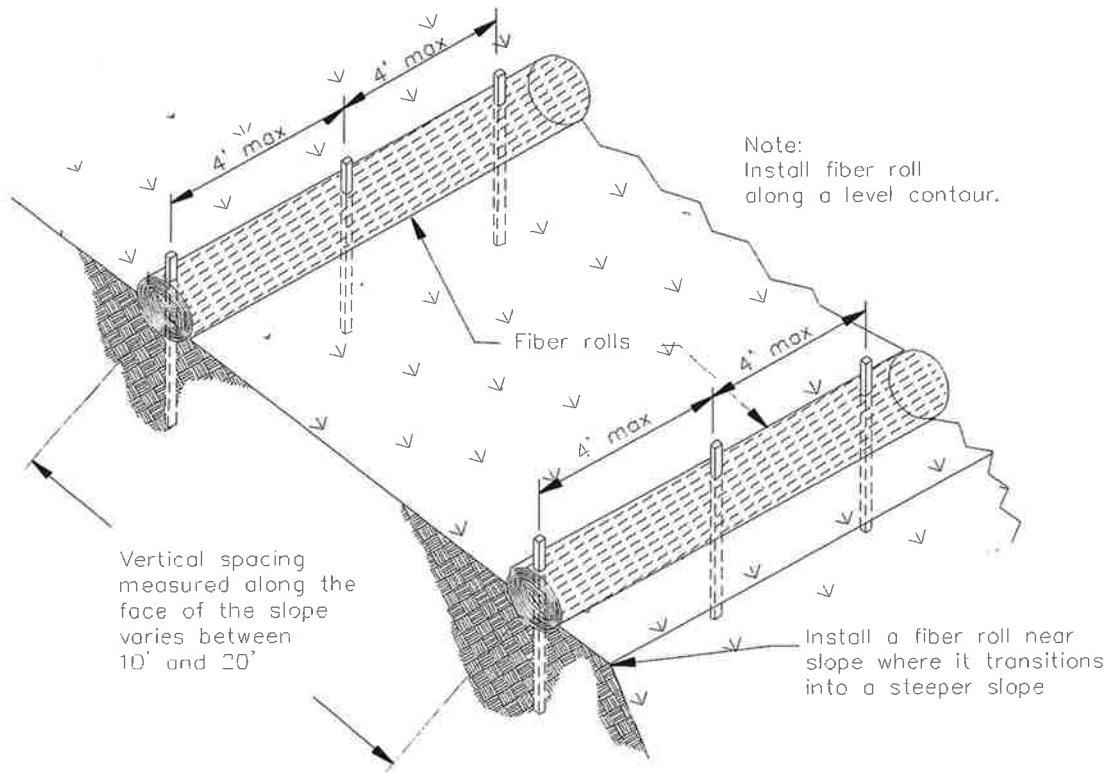 4' max
4' max
Note:
Install fiber roll
along a level contour.
Fiber rolls
4' max
4' max
Vertical spacing
measured along the
face of the slope
varies between
10' and 20'
Install a fiber roll near
slope where it transitions
into a steeper slope